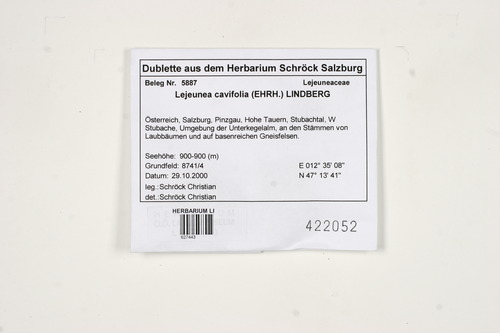 Dublette aus dem Herbarium Schröck Salzburg
Beleg Nr. 5887 Lejeuneaceae
Lejeunea cavifolia (EHRH.) LINDBERG
Österreich, Salzburg, Pinzgau, Hohe Tauern, Stubachtal, W
Stubache, Umgebung der Unterkegelalm, an den Stämmen von
Laubbäumen und auf basenreichen Gneisfelsen.
Seehöhe: 900-900 (m)
Grundfeld: 8741/4 E 012° 35' 08"
Datum: 29.10.2000 N 47° 13' 41"
leg.:Schröck Christian
det.:Schröck Christian
HERBARIUM LI
627443
422052